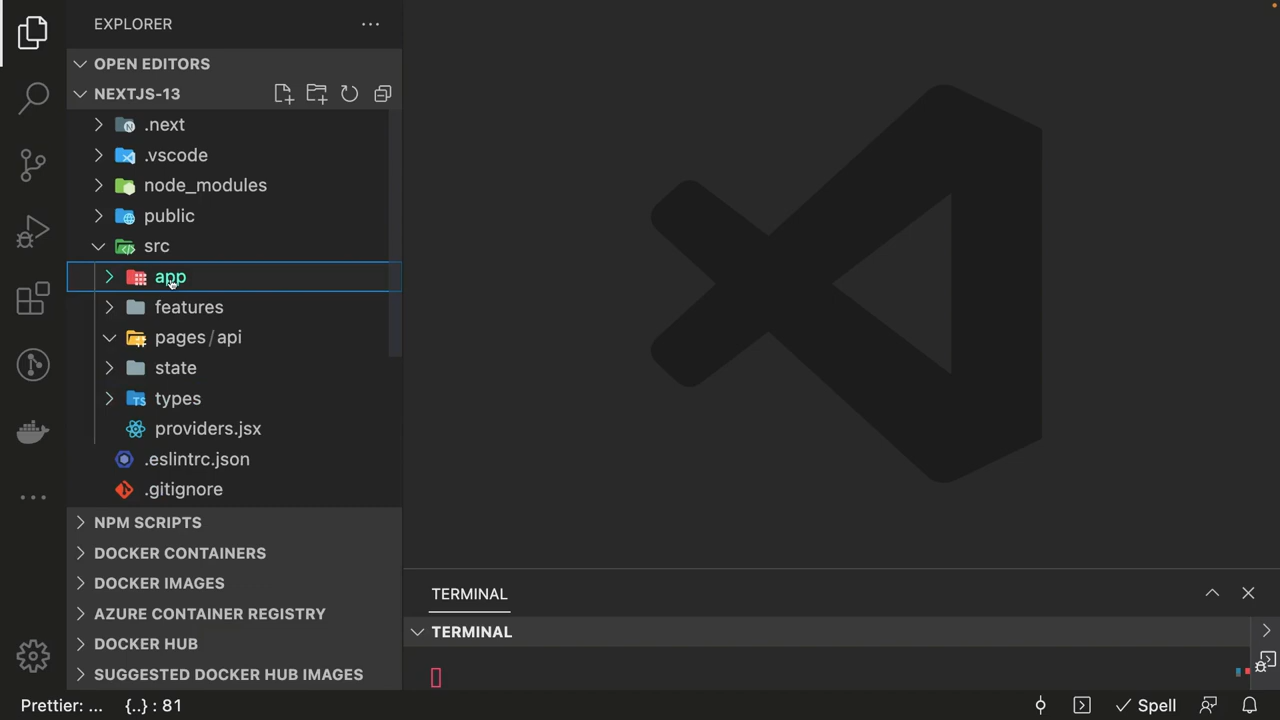 EXPLORER
OPEN EDITORS
NEXTJS-13
.next
.vscode
node_modules
public
src
app
features
pages/api
state
types
providers.jsx
.eslintrc.json
.gitignore
NPM SCRIPTS
DOCKER CONTAINERS
DOCKER IMAGES
AZURE CONTAINER REGISTRY
DOCKER HUB
SUGGESTED DOCKER HUB IMAGES
TERMINAL
TERMINAL
Prettier: ... {..} : 81 Spell